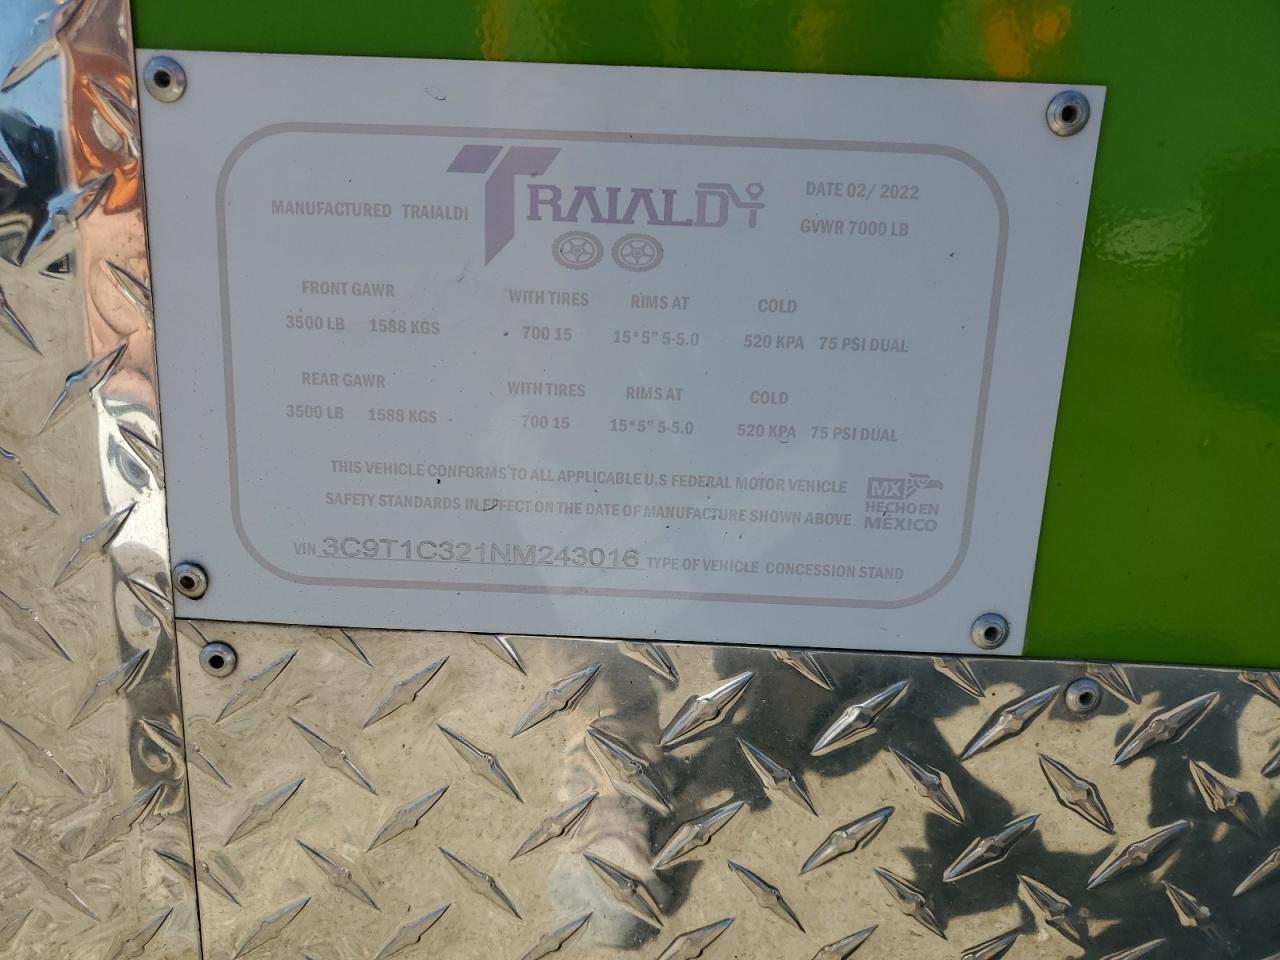 MANUFACTURED TRAIALDI
TRAIALDI
DATE 02/ 2022
GVWR 7000 LB
FRONT GAWR WITH TIRES RIMS AT COLD
3500 LB 1588 KGS 700 15 15*5" 5-5.0 520 KPA 75 PSI DUAL
REAR GAWR WITH TIRES RIMS AT COLD
3500 LB 1588 KGS 700 15 15*5" 5-5.0 520 KPA 75 PSI DUAL
THIS VEHICLE CONFORMS TO ALL APPLICABLE U.S FEDERAL MOTOR VEHICLE
SAFETY STANDARDS IN EFFECT ON THE DATE OF MANUFACTURE SHOWN ABOVE
MX
HECHO EN
MÉXICO
VIN 3C9T1C321NM243016 TYPE OF VEHICLE CONCESSION STAND